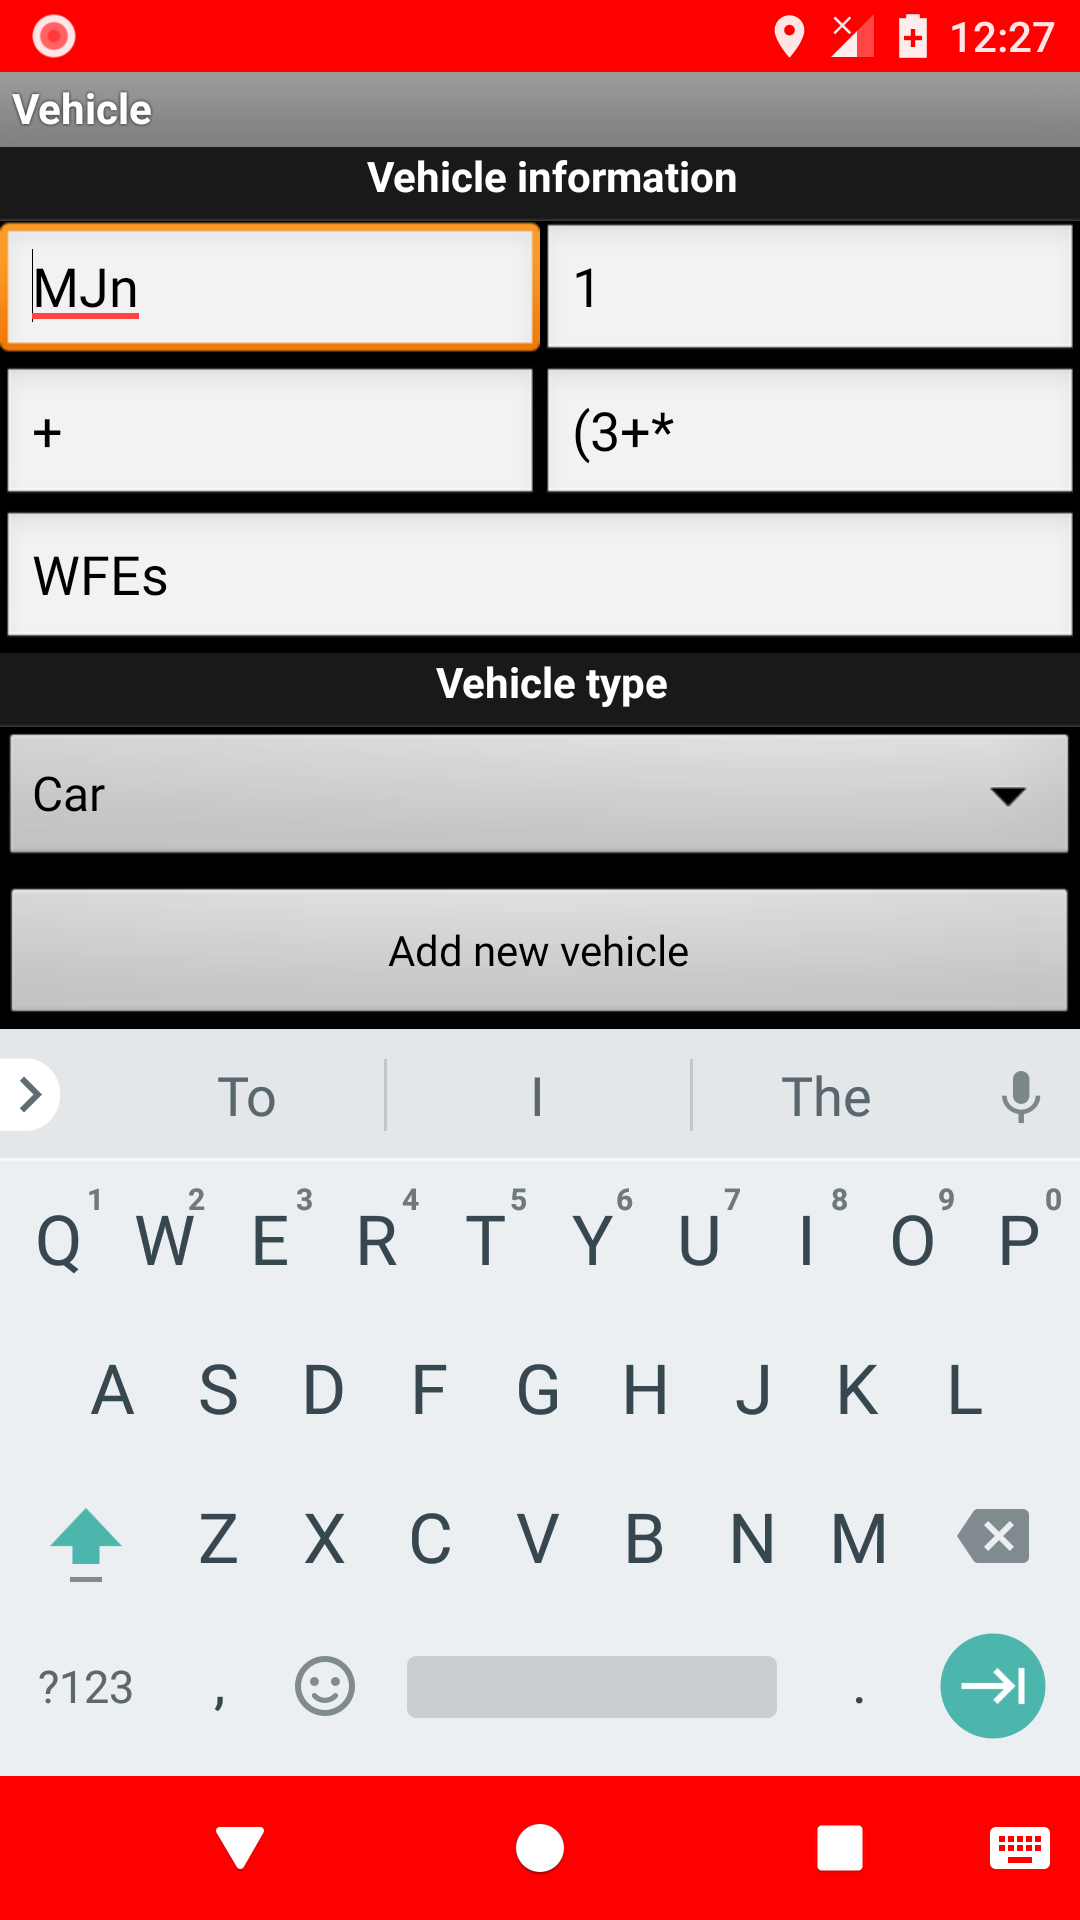 12:27
Vehicle
Vehicle information
MJn 1
+ (3+*
WFEs
Vehicle type
Car
Add new vehicle
To I The
1 2 3 4 5 6 7 8 9 0
Q W E R T Y U I O P
A S D F G H J K L
Z X C V B N M
?123 , .